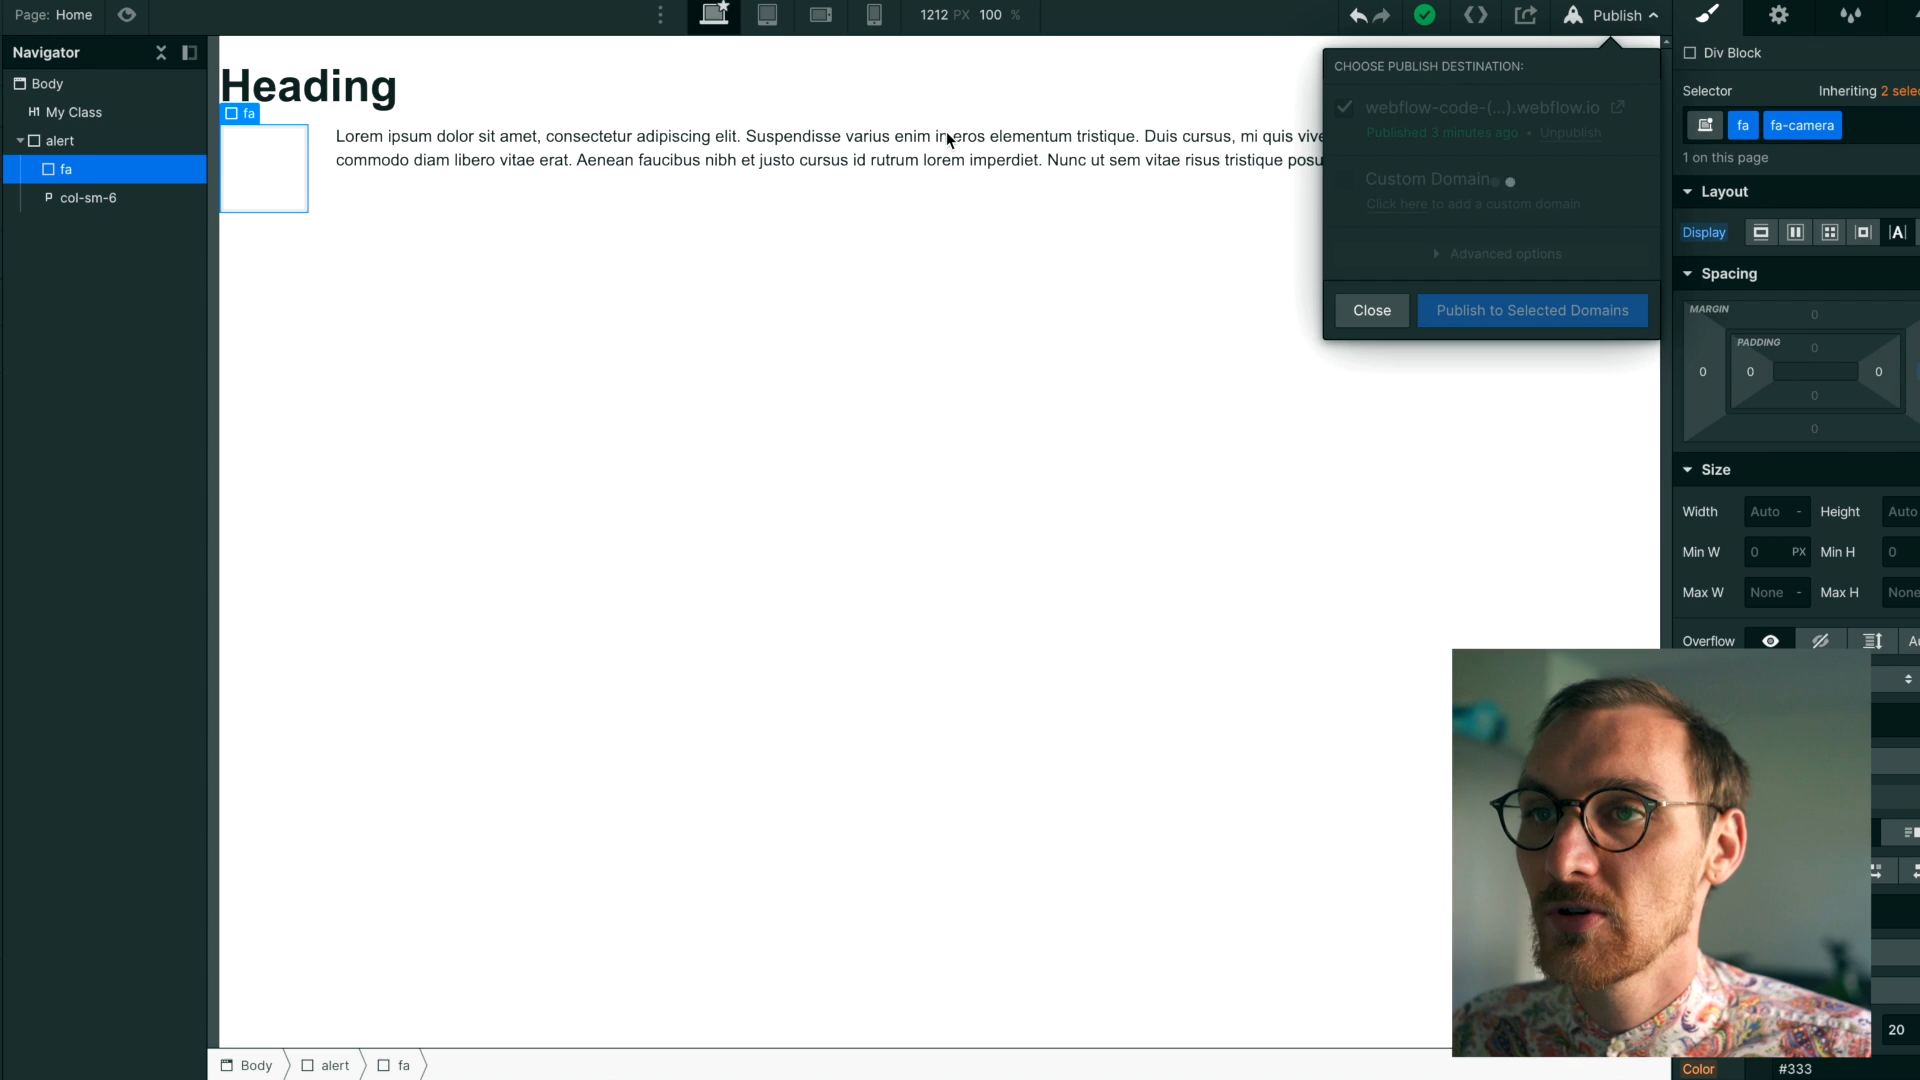 Page: Home
1212 PX 100 %
Publish
Navigator
Body
H1 My Class
alert
fa
P col-sm-6
Heading
fa
Lorem ipsum dolor sit amet, consectetur adipiscing elit. Suspendisse varius enim in eros elementum tristique. Duis cursus, mi quis vive
commodo diam libero vitae erat. Aenean faucibus nibh et justo cursus id rutrum lorem imperdiet. Nunc ut sem vitae risus tristique posu
CHOOSE PUBLISH DESTINATION:
webflow-code-(...).webflow.io
Published 3 minutes ago • Unpublish
Custom Domain
Click here to add a custom domain
Advanced options
Close
Publish to Selected Domains
Div Block
Selector
Inheriting 2 selec
fa
fa-camera
1 on this page
Layout
Display
A
Spacing
MARGIN
0
PADDING
0
0
0
0
0
0
Size
Width Auto - Height Auto
Min W 0 PX Min H 0
Max W None - Max H None
Overflow
Au
20
Color #333
Body
alert
fa